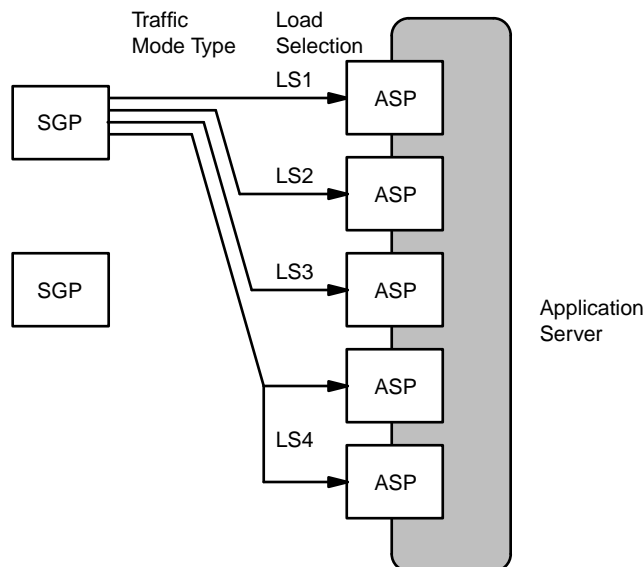 Traffic
Mode Type
Load
Selection
LS1
ASP
SGP
LS2
ASP
SGP
LS3
ASP
Application
Server
ASP
LS4
ASP